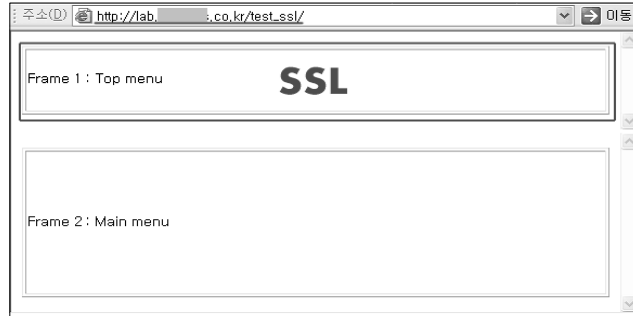 주소(D) http://lab. s.co.kr/test_ssl/ 이동
Frame 1 : Top menu SSL
Frame 2 : Main menu